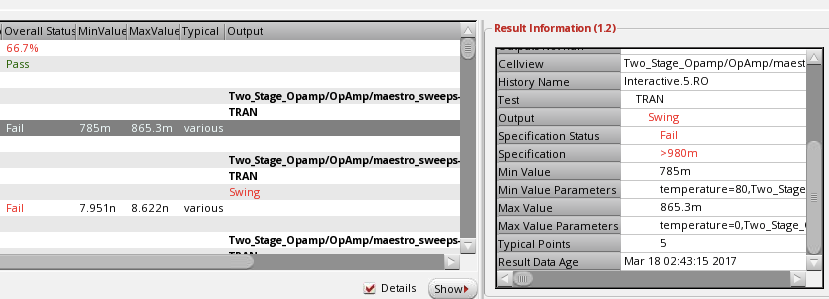 Overall Status MinValue MaxValue Typical Output
66.7%
Pass
Two_Stage_Opamp/OpAmp/maestro_sweeps-
TRAN
Fail 785m 865.3m various
Two_Stage_Opamp/OpAmp/maestro_sweeps-
TRAN
Swing
Fail 7.951n 8.622n various
Two_Stage_Opamp/OpAmp/maestro_sweeps-
Details Show
Result Information (1.2)
Cellview Two_Stage_Opamp/OpAmp/maest
History Name Interactive.5.RO
Test TRAN
Output Swing
Specification Status Fail
Specification >980m
Min Value 785m
Min Value Parameters temperature=80,Two_Stage
Max Value 865.3m
Max Value Parameters temperature=0,Two_Stage_
Typical Points 5
Result Data Age Mar 18 02:43:15 2017